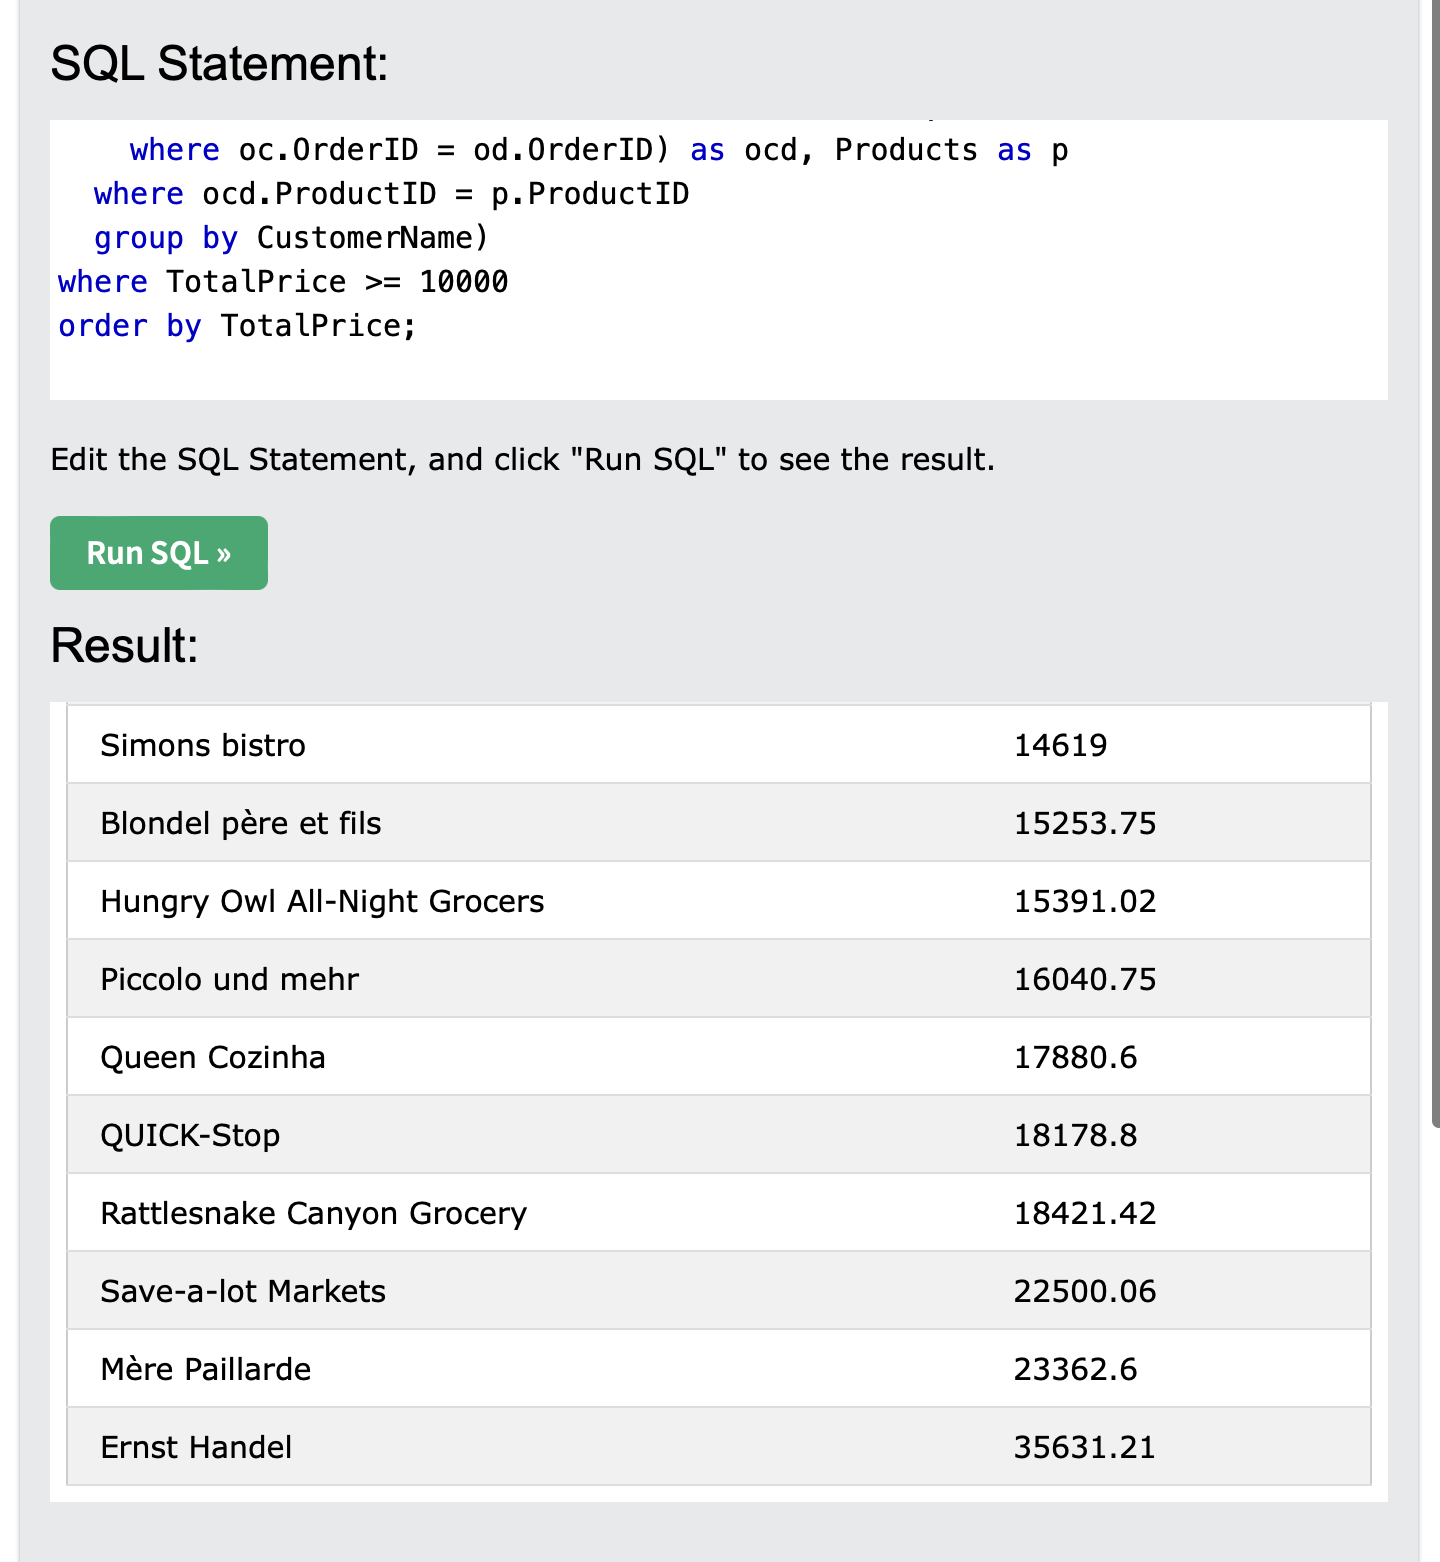 SQL Statement:
where oc.OrderID = od.OrderID) as ocd, Products as p
where ocd.ProductID = p.ProductID
group by CustomerName)
where TotalPrice >= 10000
order by TotalPrice;
Edit the SQL Statement, and click "Run SQL" to see the result.
Run SQL »
Result:
Simons bistro 14619
Blondel père et fils 15253.75
Hungry Owl All-Night Grocers 15391.02
Piccolo und mehr 16040.75
Queen Cozinha 17880.6
QUICK-Stop 18178.8
Rattlesnake Canyon Grocery 18421.42
Save-a-lot Markets 22500.06
Mère Paillarde 23362.6
Ernst Handel 35631.21